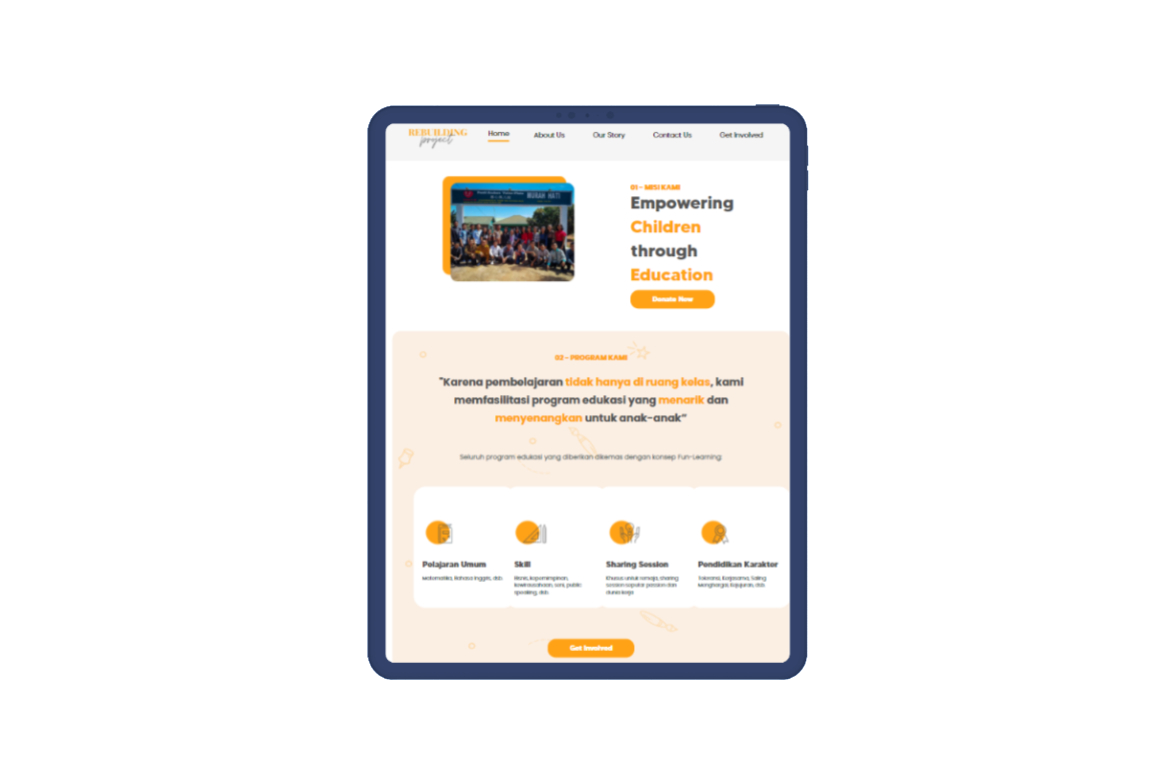 REBUILDING
project
Home
About Us
Our Story
Contact Us
Get Involved
MURAH HATI
01 - MISI KAMI
Empowering
Children
through
Education
Donate Now
02 - PROGRAM KAMI
"Karena pembelajaran tidak hanya di ruang kelas, kami
memfasilitasi program edukasi yang menarik dan
menyenangkan untuk anak-anak"
Seluruh program edukasi yang diberikan dikemas dengan konsep Fun-Learning
Pelajaran Umum
Matematika, Bahasa Inggris, dsb.
Skill
Bisnis, kepemimpinan,
kewirausahaan, seni, public
speaking, dsb.
Sharing Session
Khusus untuk remaja, sharing
session seputar passion dan
dunia kerja
Pendidikan Karakter
Toleransi, Kerjasama, Saling
Menghargai, Kejujuran, dsb.
Get Involved